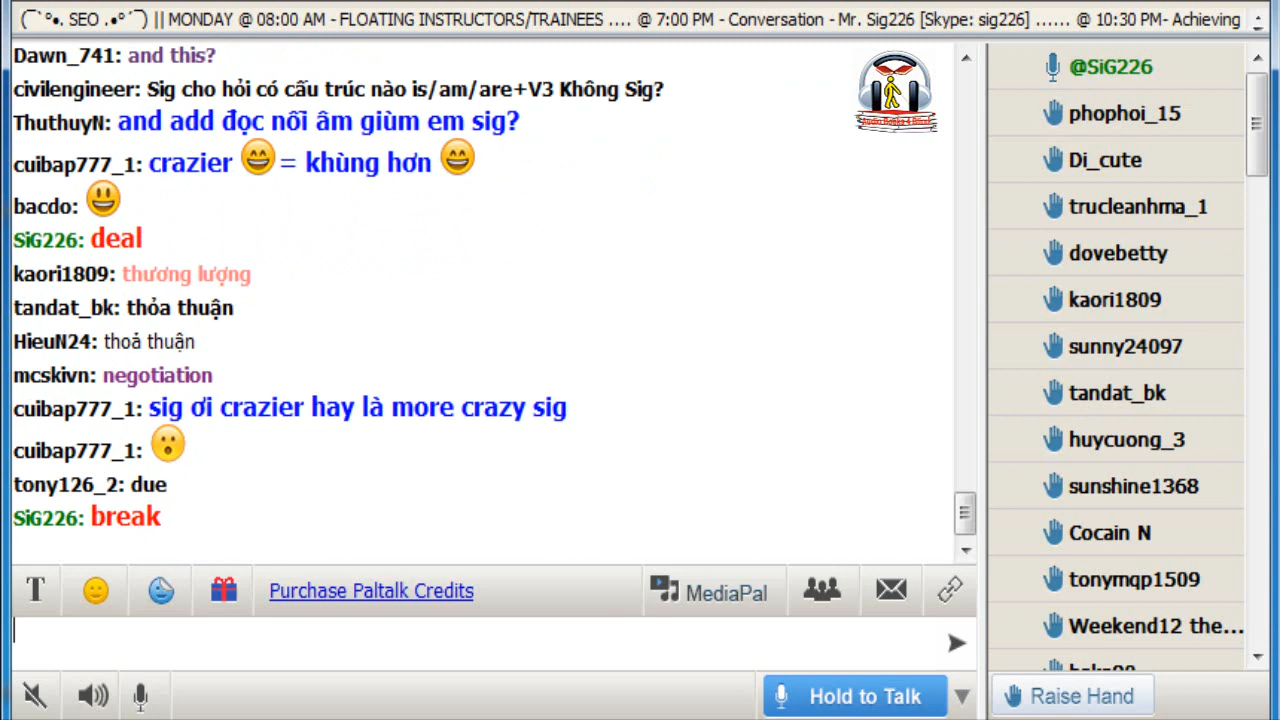 (¯`°•. SEO .•°´¯) || MONDAY @ 08:00 AM - FLOATING INSTRUCTORS/TRAINEES .... @ 7:00 PM - Conversation - Mr. Sig226 [Skype: sig226] ...... @ 10:30 PM- Achieving
Dawn_741: and this?
civilengineer: Sig cho hỏi có cấu trúc nào is/am/are+V3 Không Sig?
ThuthuyN: and add đọc nối âm giùm em sig?
cuibap777_1: crazier 😄 = khùng hơn 😄
bacdo: 😃
SiG226: deal
kaori1809: thương lượng
tandat_bk: thỏa thuận
HieuN24: thoả thuận
mcskivn: negotiation
cuibap777_1: sig ơi crazier hay là more crazy sig
cuibap777_1: 😮
tony126_2: due
SiG226: break
Audio Books 4 Blind
@SiG226
phophoi_15
Di_cute
trucleanhma_1
dovebetty
kaori1809
sunny24097
tandat_bk
huycuong_3
sunshine1368
Cocain N
tonymqp1509
Weekend12 the...
T Purchase Paltalk Credits MediaPal
Hold to Talk
Raise Hand